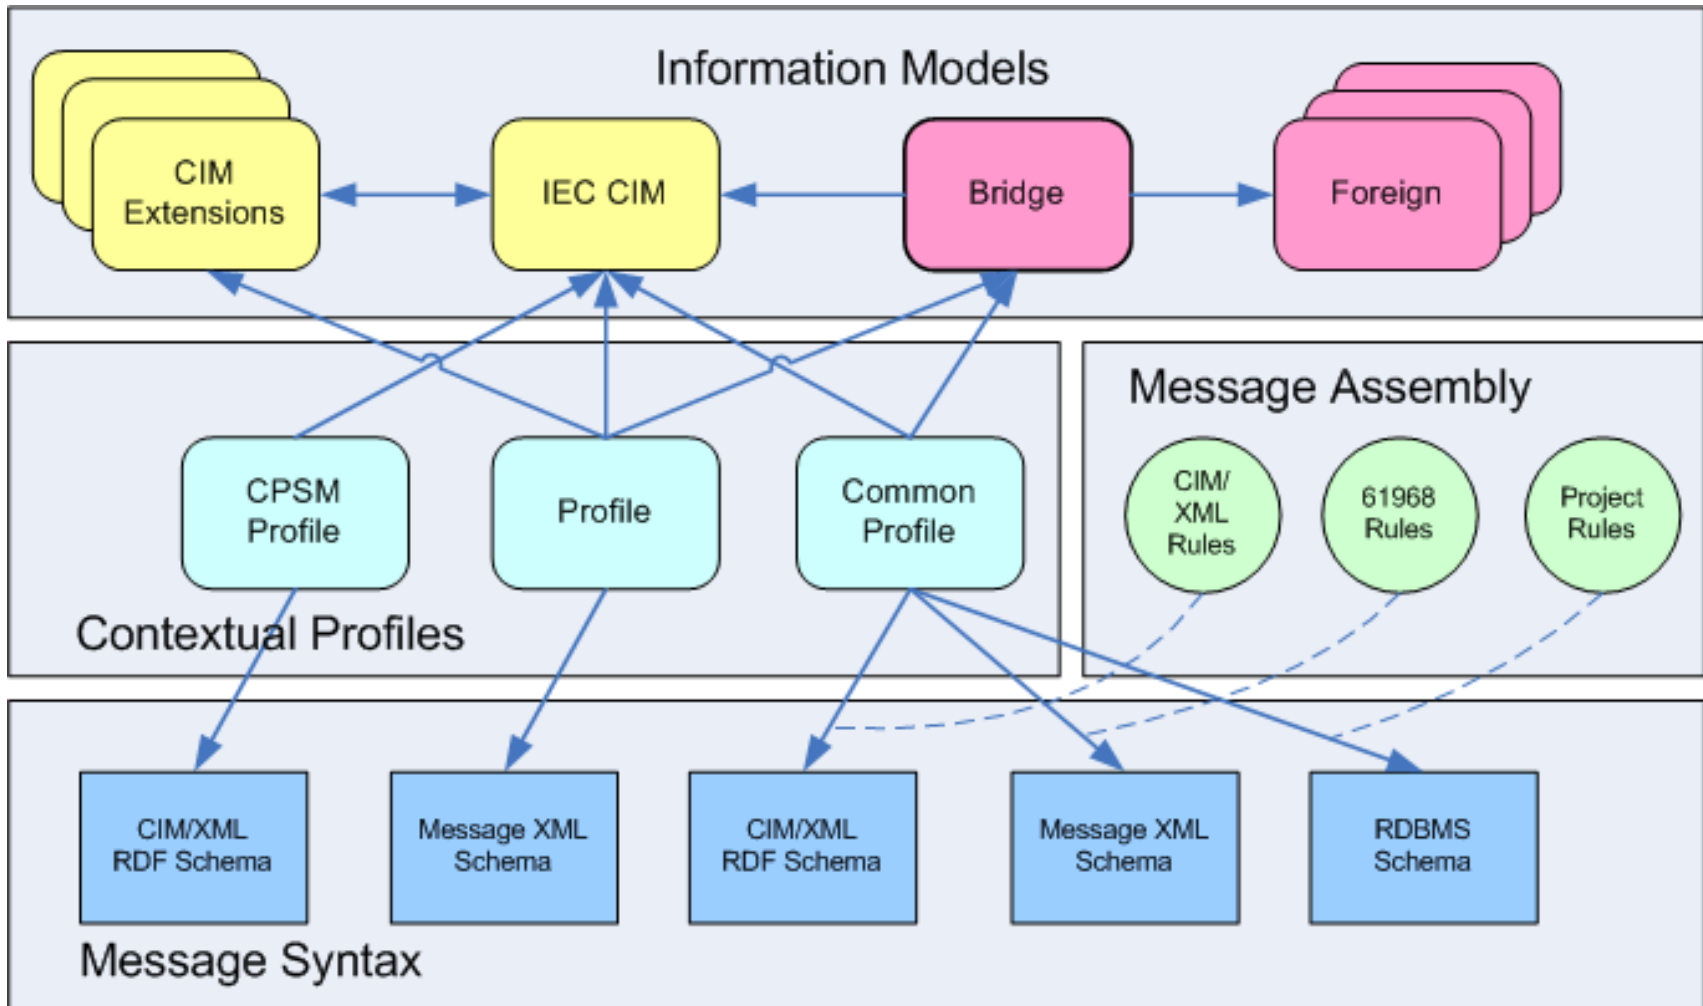 Information Models
CIM
Extensions
IEC CIM
Bridge
Foreign
Message Assembly
CPSM
Profile
Profile
Common
Profile
CIM/
XML
Rules
61968
Rules
Project
Rules
Contextual Profiles
CIM/XML
RDF Schema
Message XML
Schema
CIM/XML
RDF Schema
Message XML
Schema
RDBMS
Schema
Message Syntax